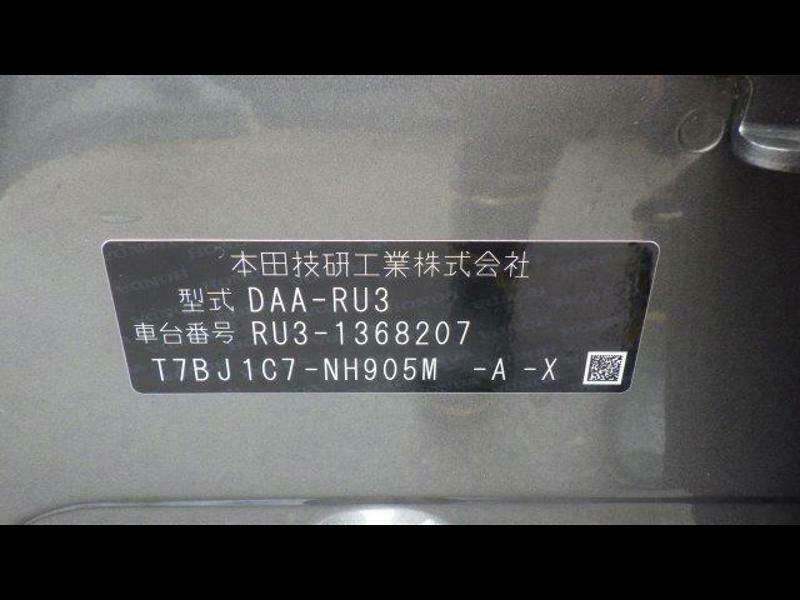 本田技研工業株式会社
型式 DAA-RU3
車台番号 RU3-1368207
T7BJ1C7-NH905M -A -X